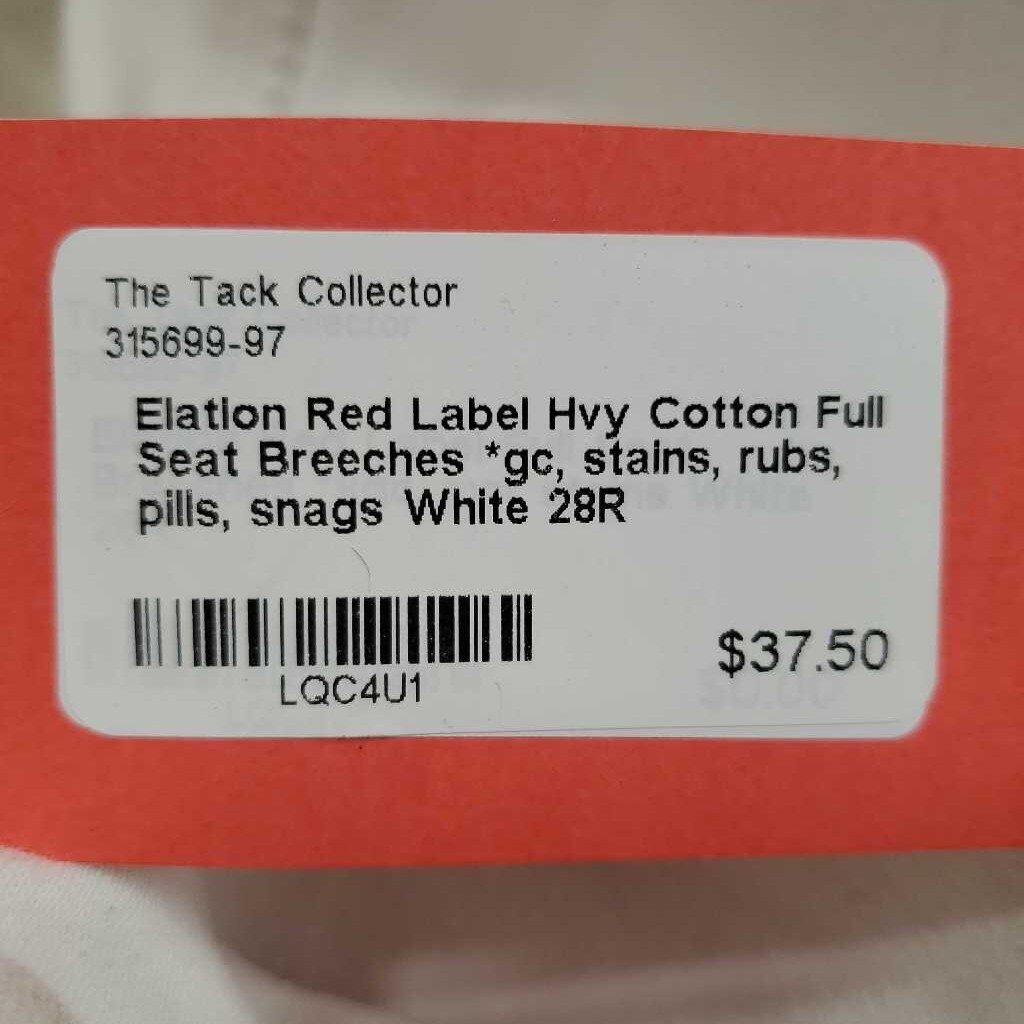 The Tack Collector
315699-97
Elation Red Label Hvy Cotton Full
Seat Breeches *gc, stains, rubs,
pills, snags White 28R
LQC4U1
$37.50